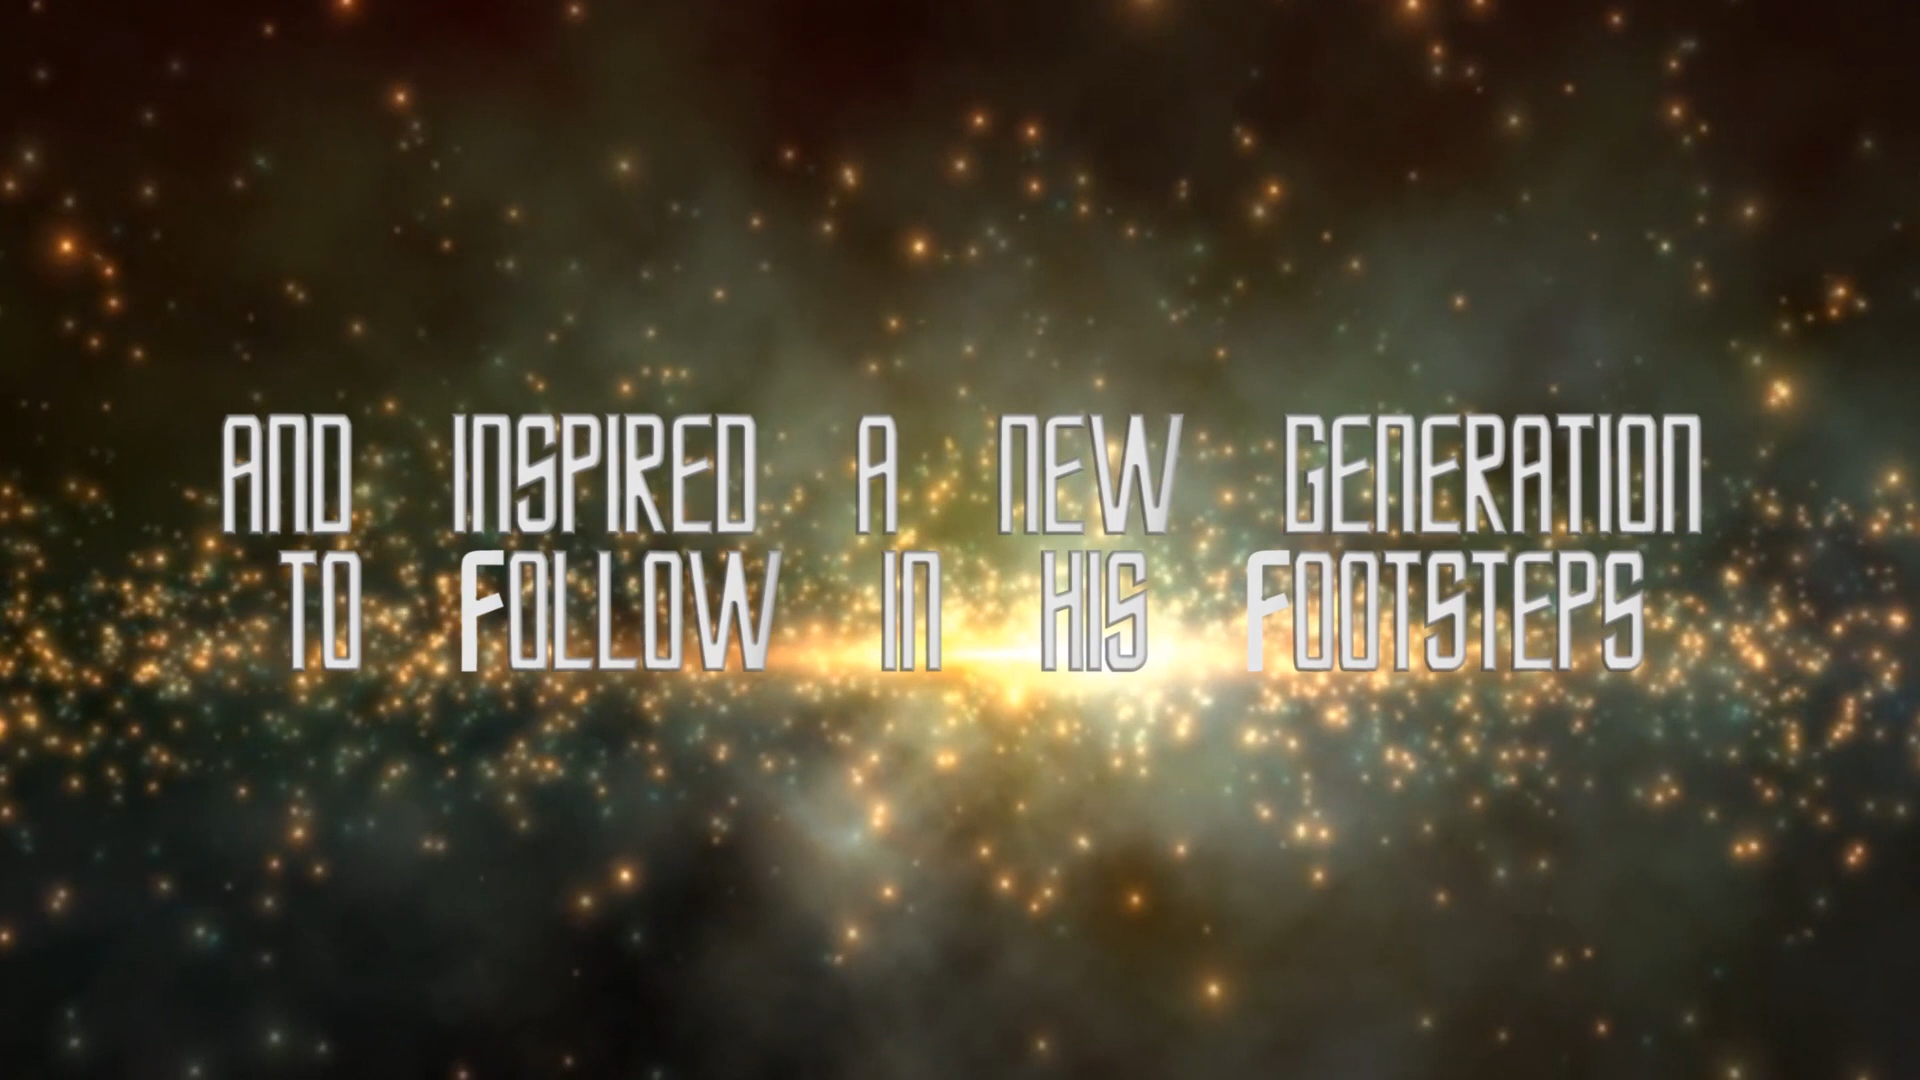 AND INSPIRED A NEW GENERATION
TO FOLLOW IN HIS FOOTSTEPS